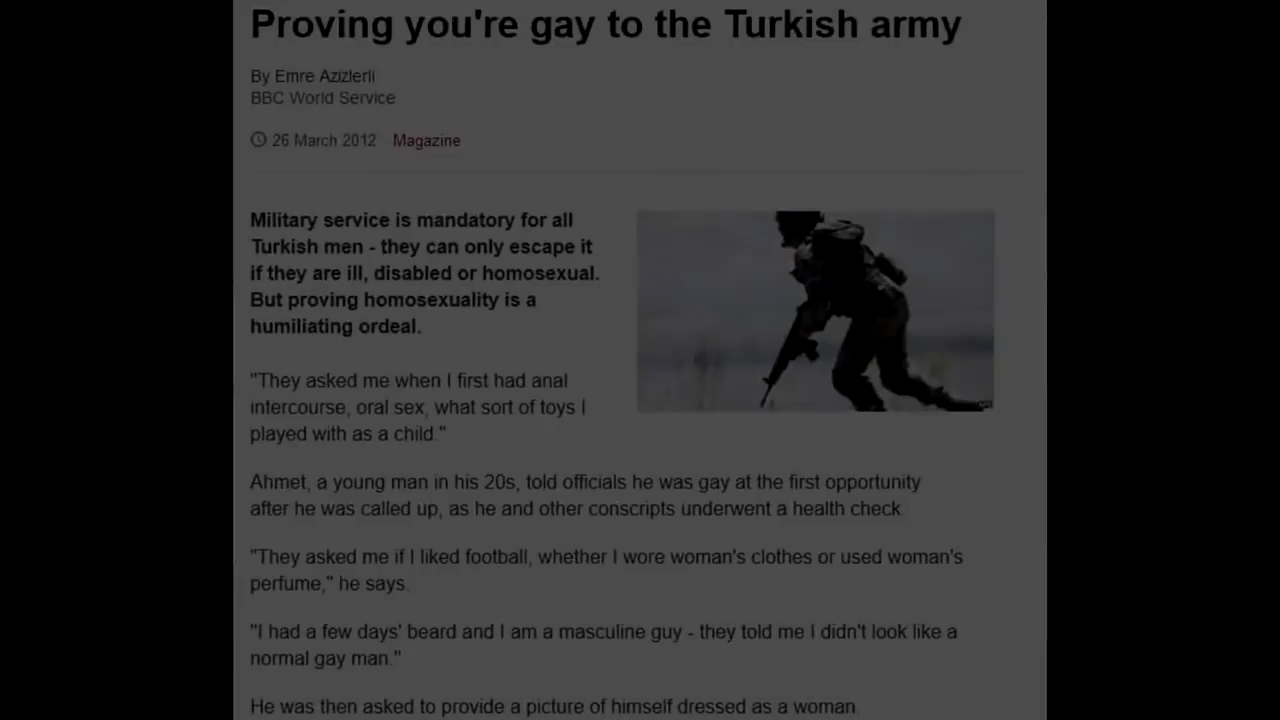 Proving you're gay to the Turkish army
By Emre Azizlerli
BBC World Service
26 March 2012 Magazine
Military service is mandatory for all
Turkish men - they can only escape it
if they are ill, disabled or homosexual.
But proving homosexuality is a
humiliating ordeal.
"They asked me when I first had anal
intercourse, oral sex, what sort of toys I
played with as a child."
Ahmet, a young man in his 20s, told officials he was gay at the first opportunity
after he was called up, as he and other conscripts underwent a health check.
"They asked me if I liked football, whether I wore woman's clothes or used woman's
perfume," he says.
"I had a few days' beard and I am a masculine guy - they told me I didn't look like a
normal gay man."
He was then asked to provide a picture of himself dressed as a woman.